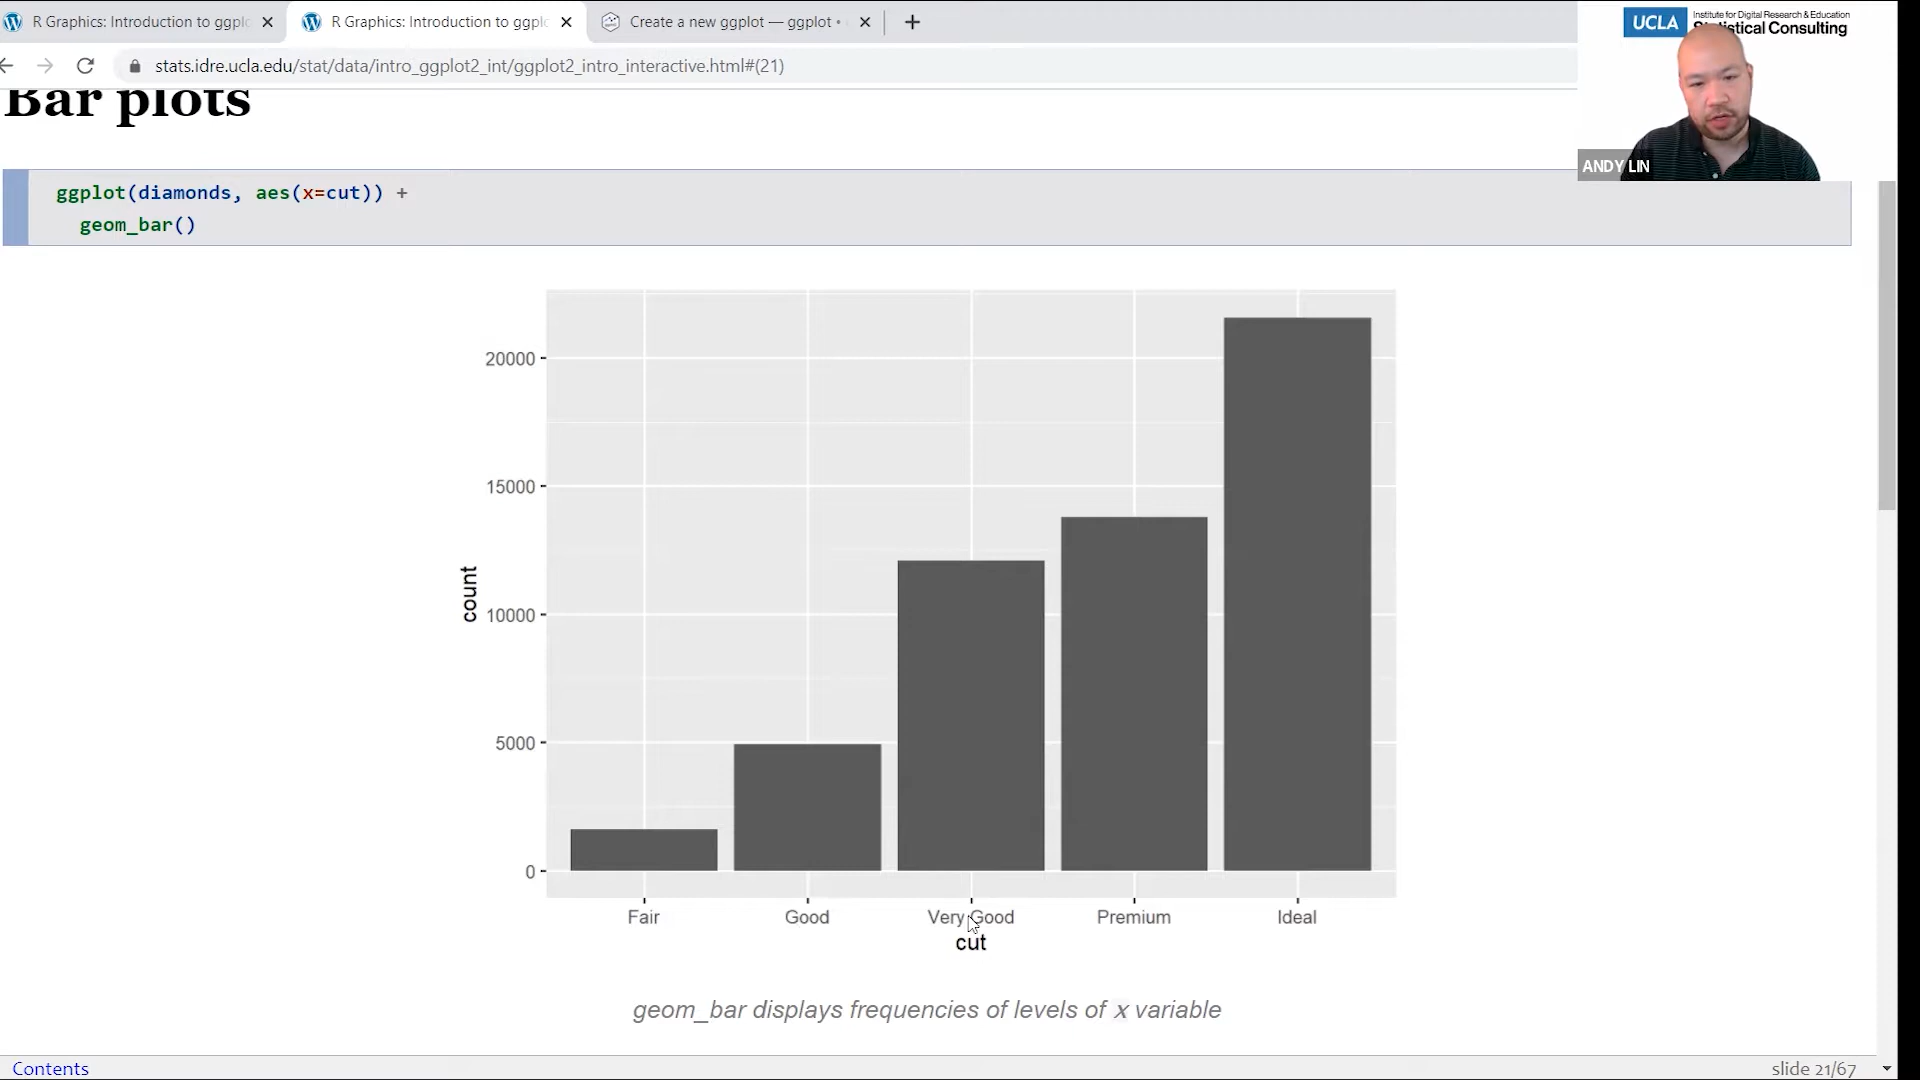 R Graphics: Introduction to ggpl
R Graphics: Introduction to ggpl
Create a new ggplot — ggplot •
UCLA
Institute for Digital Research & Education
Statistical Consulting
stats.idre.ucla.edu/stat/data/intro_ggplot2_int/ggplot2_intro_interactive.html#(21)
Bar plots
ANDY LIN
ggplot(diamonds, aes(x=cut)) +
geom_bar()
20000
15000
10000
5000
0
count
Fair
Good
Very Good
Premium
Ideal
cut
geom_bar displays frequencies of levels of x variable
Contents
slide 21/67